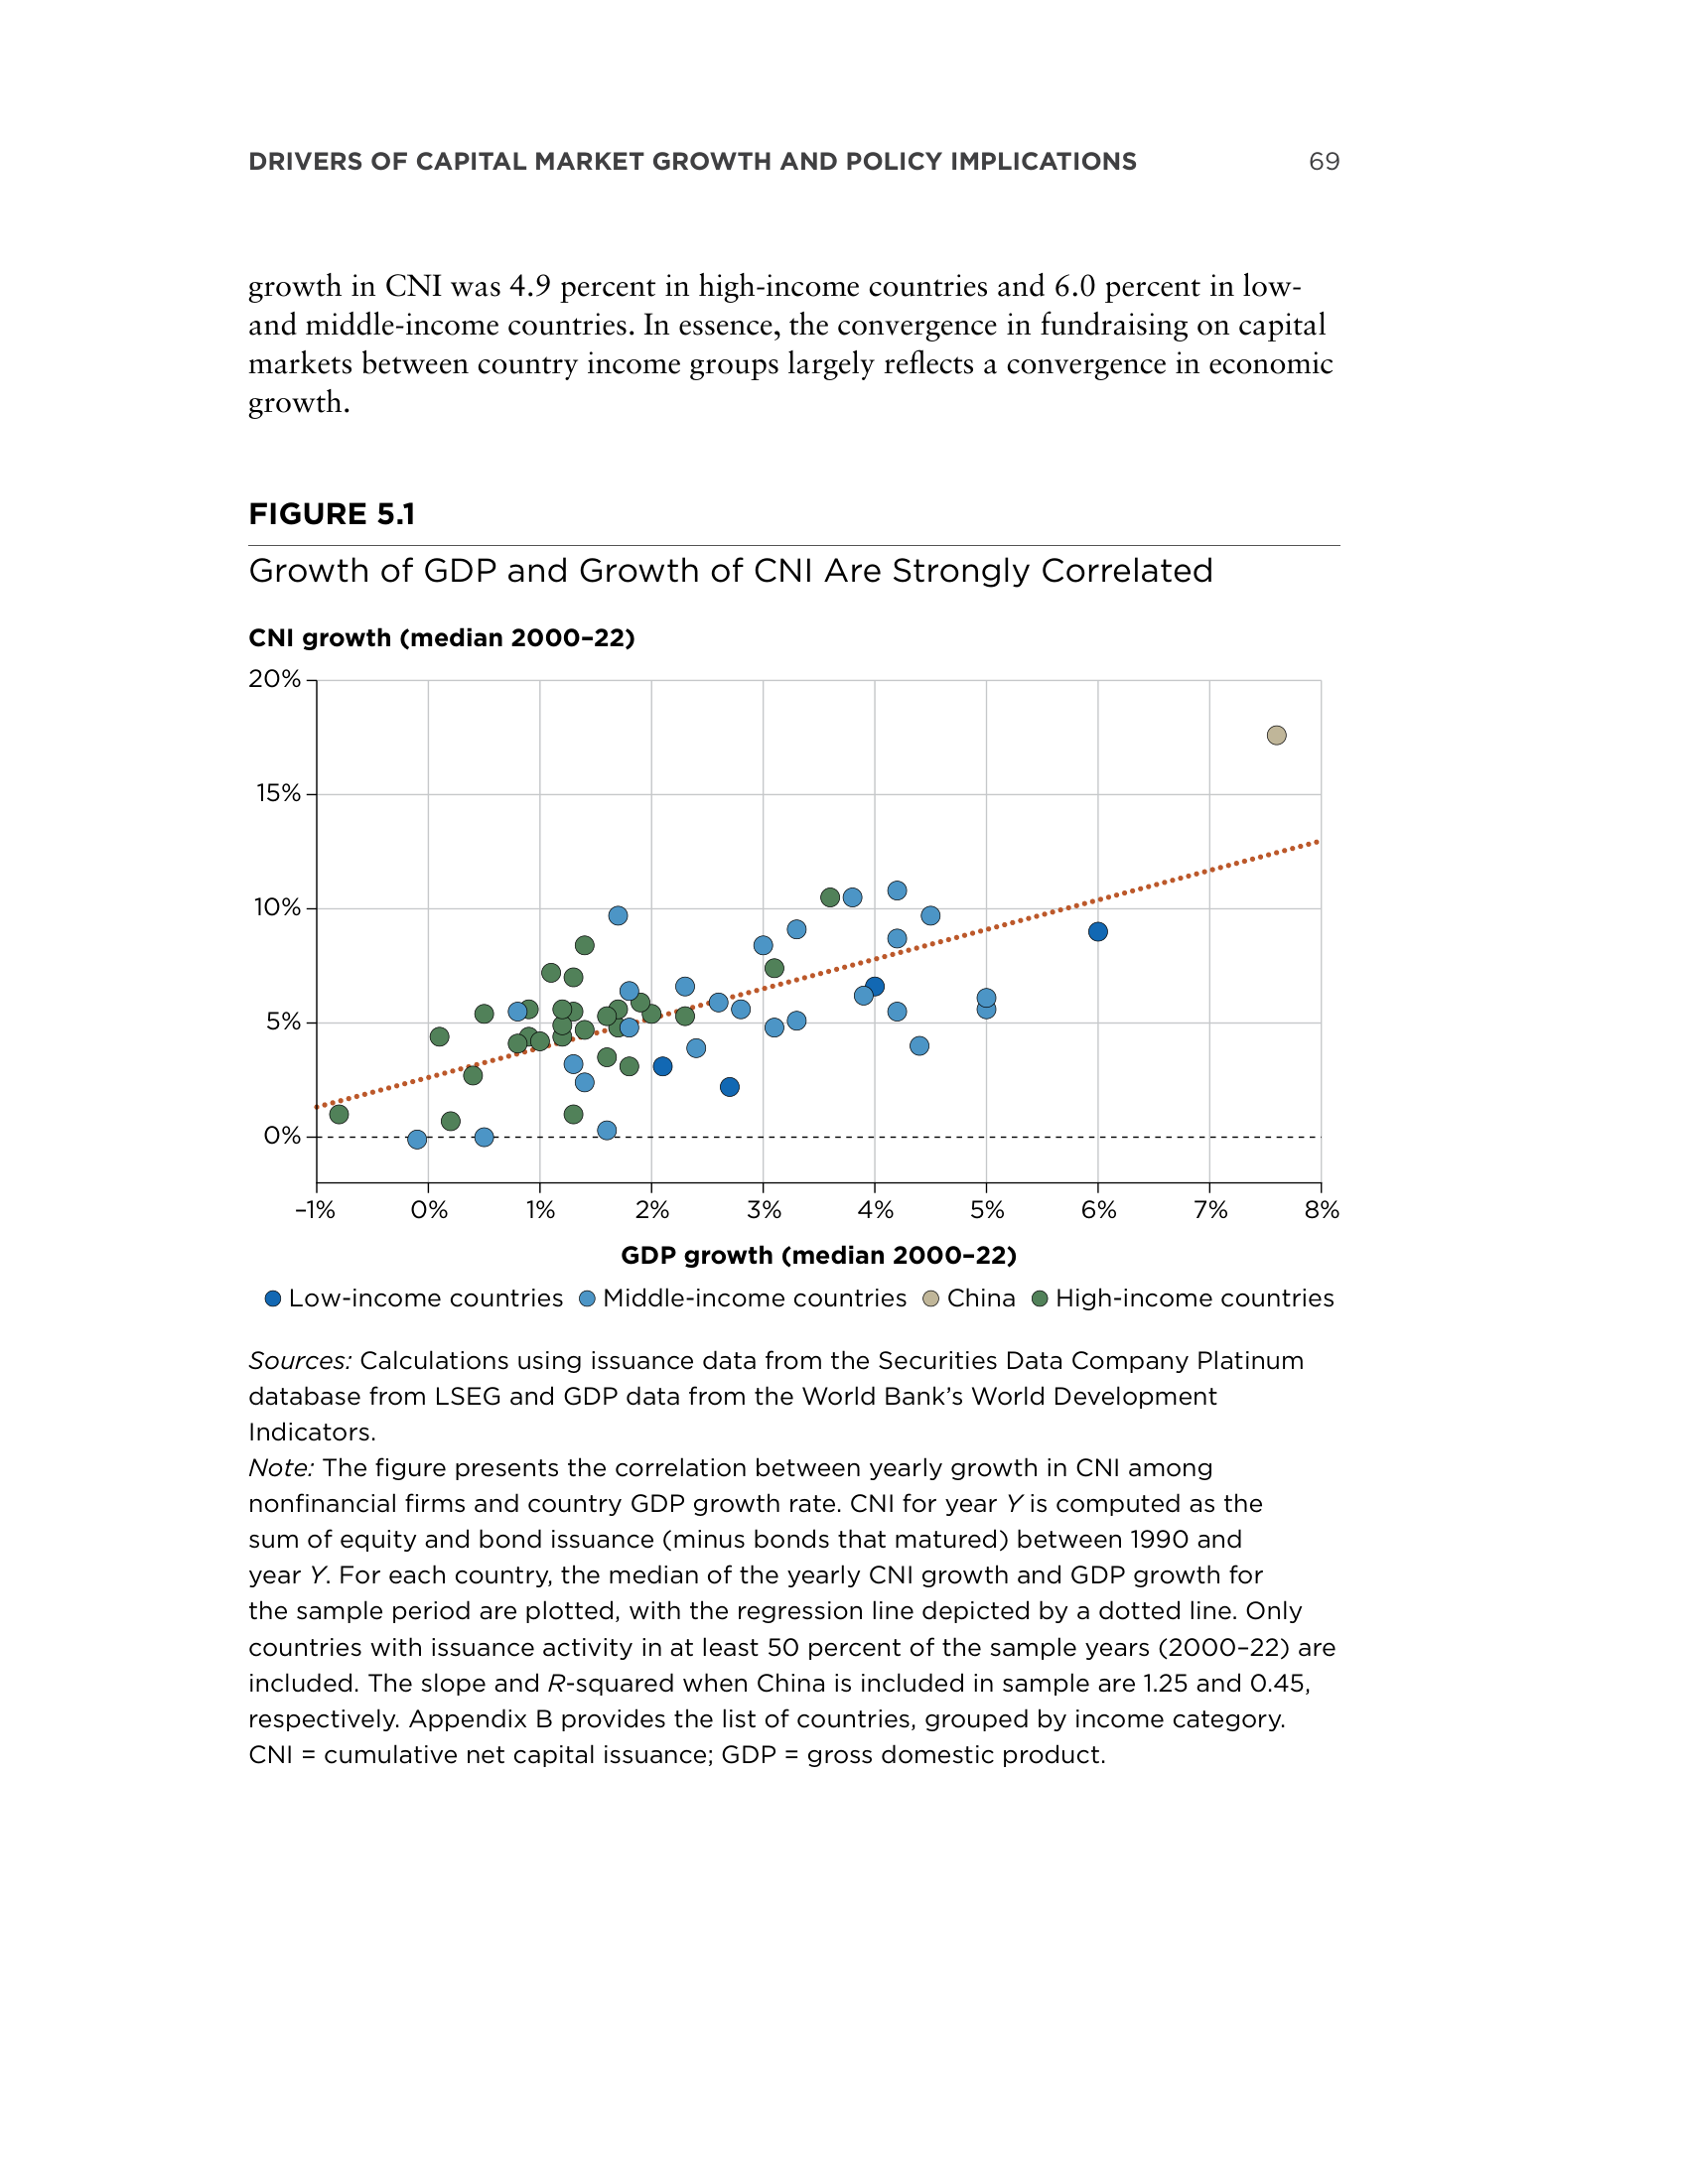 DRIVERS OF CAPITAL MARKET GROWTH AND POLICY IMPLICATIONS 69
growth in CNI was 4.9 percent in high-income countries and 6.0 percent in low-
and middle-income countries. In essence, the convergence in fundraising on capital
markets between country income groups largely reflects a convergence in economic
growth.
FIGURE 5.1
Growth of GDP and Growth of CNI Are Strongly Correlated
CNI growth (median 2000–22)
20%
15%
10%
5%
0%
–1% 0% 1% 2% 3% 4% 5% 6% 7% 8%
GDP growth (median 2000–22)
Low-income countries Middle-income countries China High-income countries
Sources: Calculations using issuance data from the Securities Data Company Platinum
database from LSEG and GDP data from the World Bank’s World Development
Indicators.
Note: The figure presents the correlation between yearly growth in CNI among
nonfinancial firms and country GDP growth rate. CNI for year Y is computed as the
sum of equity and bond issuance (minus bonds that matured) between 1990 and
year Y. For each country, the median of the yearly CNI growth and GDP growth for
the sample period are plotted, with the regression line depicted by a dotted line. Only
countries with issuance activity in at least 50 percent of the sample years (2000–22) are
included. The slope and R-squared when China is included in sample are 1.25 and 0.45,
respectively. Appendix B provides the list of countries, grouped by income category.
CNI = cumulative net capital issuance; GDP = gross domestic product.